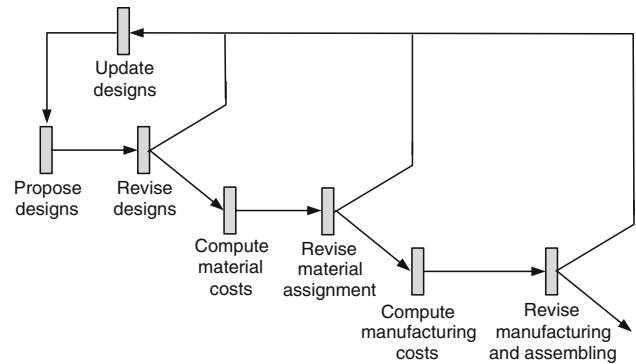 Update
designs
Propose
designs
Revise
designs
Compute
material
costs
Revise
material
assignment
Compute
manufacturing
costs
Revise
manufacturing
and assembling